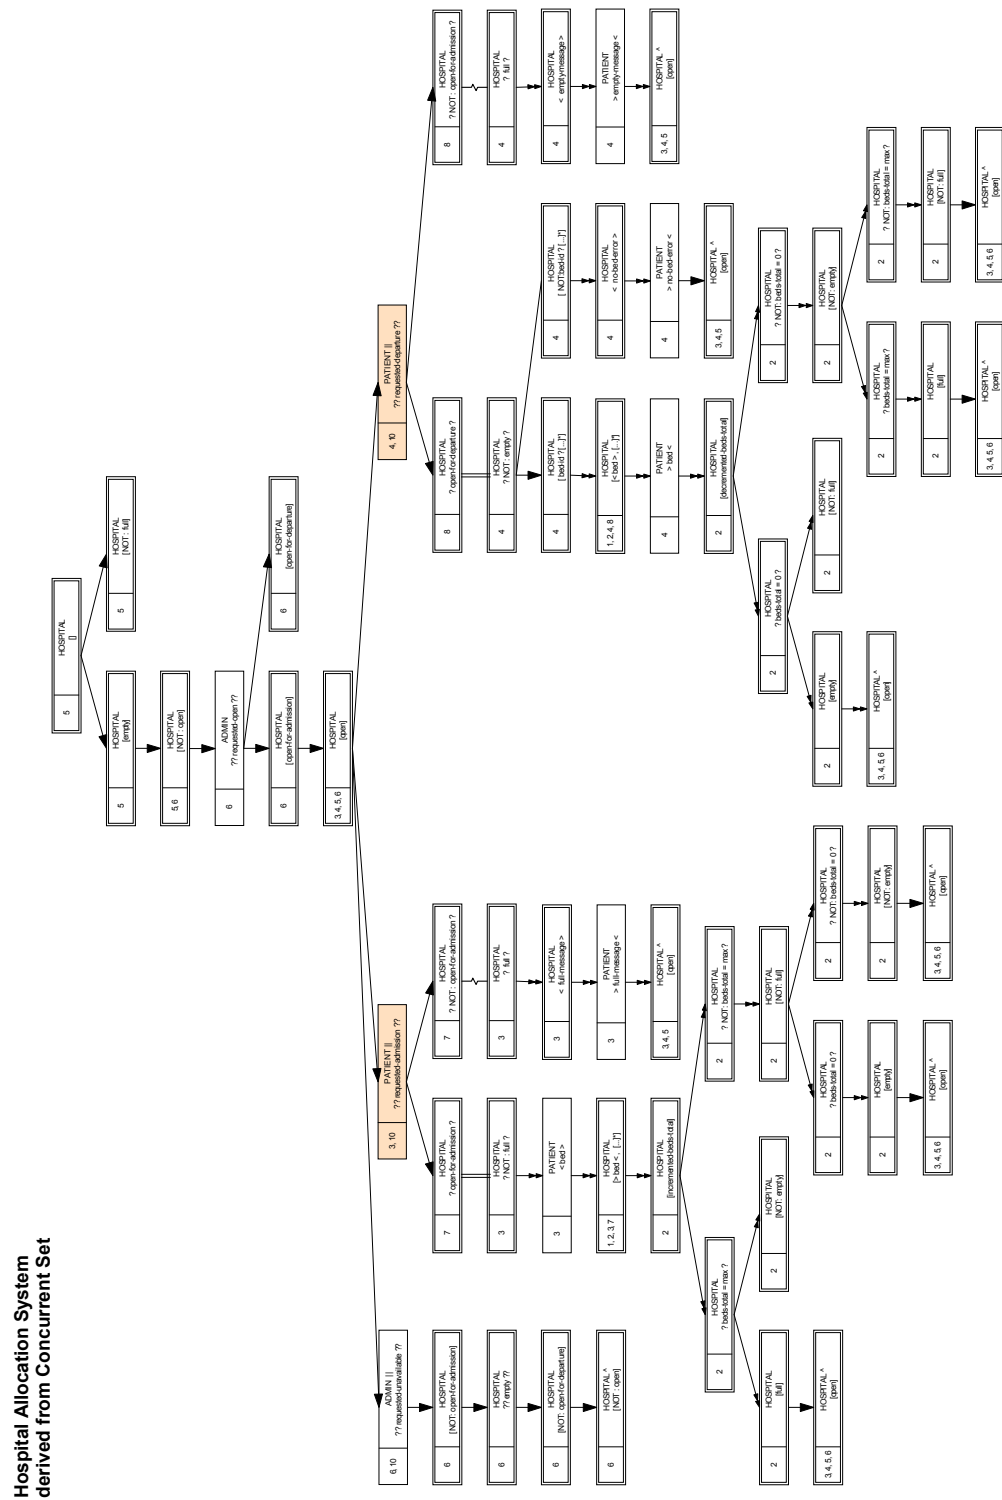 Hospital Allocation System
derived from Concurrent Set
5
HOSPITAL
[]
5
HOSPITAL
[empty]
5
HOSPITAL
[NOT : full]
5,6
HOSPITAL
[NOT : open]
6
ADMIN
?? requested-open ??
6
HOSPITAL
[open-for-admission]
6
HOSPITAL
[open-for-departure]
3, 4, 5, 6
HOSPITAL
[open]
6, 10
ADMIN ||
?? requested-unavailable ??
6
HOSPITAL
[NOT: open-for-admission]
6
HOSPITAL
?? empty ??
6
HOSPITAL
[NOT: open-for-departure]
6
HOSPITAL ^
[NOT : open]
3, 10
PATIENT ||
?? requested-admission ??
7
HOSPITAL
? open-for-admission ?
3
HOSPITAL
? NOT : full ?
3
PATIENT
< bed >
1, 2, 3, 7
HOSPITAL
[> bed < , [...]*]
2
HOSPITAL
[incremented-beds-total]
2
HOSPITAL
? beds-total = max ?
2
HOSPITAL
[full]
3, 4, 5, 6
HOSPITAL ^
[open]
2
HOSPITAL
[NOT: empty]
2
HOSPITAL
? NOT: beds-total = max ?
2
HOSPITAL
[NOT: full]
2
HOSPITAL
? beds-total = 0 ?
2
HOSPITAL
[empty]
3, 4, 5, 6
HOSPITAL ^
[open]
2
HOSPITAL
? NOT: beds-total = 0 ?
2
HOSPITAL
[NOT: empty]
3, 4, 5, 6
HOSPITAL ^
[open]
7
HOSPITAL
? NOT : open-for-admission ?
3
HOSPITAL
? full ?
3
HOSPITAL
< full-message >
3
PATIENT
> full-message <
3, 4, 5
HOSPITAL ^
[open]
4, 10
PATIENT ||
?? requested-departure ??
8
HOSPITAL
? open-for-departure ?
4
HOSPITAL
? NOT: empty ?
4
HOSPITAL
[ bed-id ? [...]*]
1, 2, 4, 8
HOSPITAL
[< bed > , [...]*]
4
PATIENT
> bed <
2
HOSPITAL
[decremented-beds-total]
2
HOSPITAL
? beds-total = 0 ?
2
HOSPITAL
[empty]
3, 4, 5, 6
HOSPITAL ^
[open]
2
HOSPITAL
[NOT: full]
2
HOSPITAL
? NOT: beds-total = 0 ?
2
HOSPITAL
[NOT: empty]
2
HOSPITAL
? beds-total = max ?
2
HOSPITAL
[full]
3, 4, 5, 6
HOSPITAL ^
[open]
2
HOSPITAL
? NOT: beds-total = max ?
2
HOSPITAL
[NOT: full]
3, 4, 5, 6
HOSPITAL ^
[open]
4
HOSPITAL
[ NOT:bed-id ? [...]*]
4
HOSPITAL
< no-bed-error >
4
PATIENT
> no-bed-error <
3, 4, 5
HOSPITAL ^
[open]
8
HOSPITAL
? NOT : open-for-admission ?
4
HOSPITAL
? full ?
4
HOSPITAL
< empty-message >
4
PATIENT
> empty-message <
3, 4, 5
HOSPITAL ^
[open]